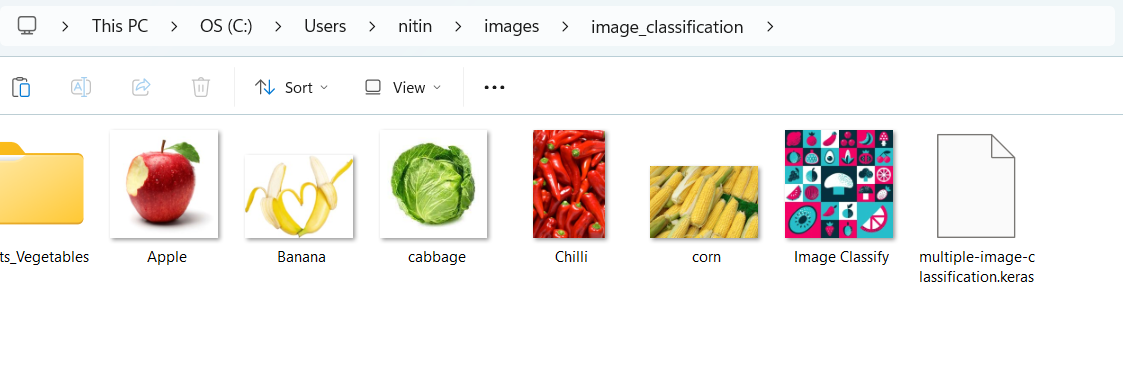 This PC > OS (C:) > Users > nitin > images > image_classification >
Sort View •••
ts_Vegetables Apple Banana cabbage Chilli corn Image Classify multiple-image-c
lassification.keras